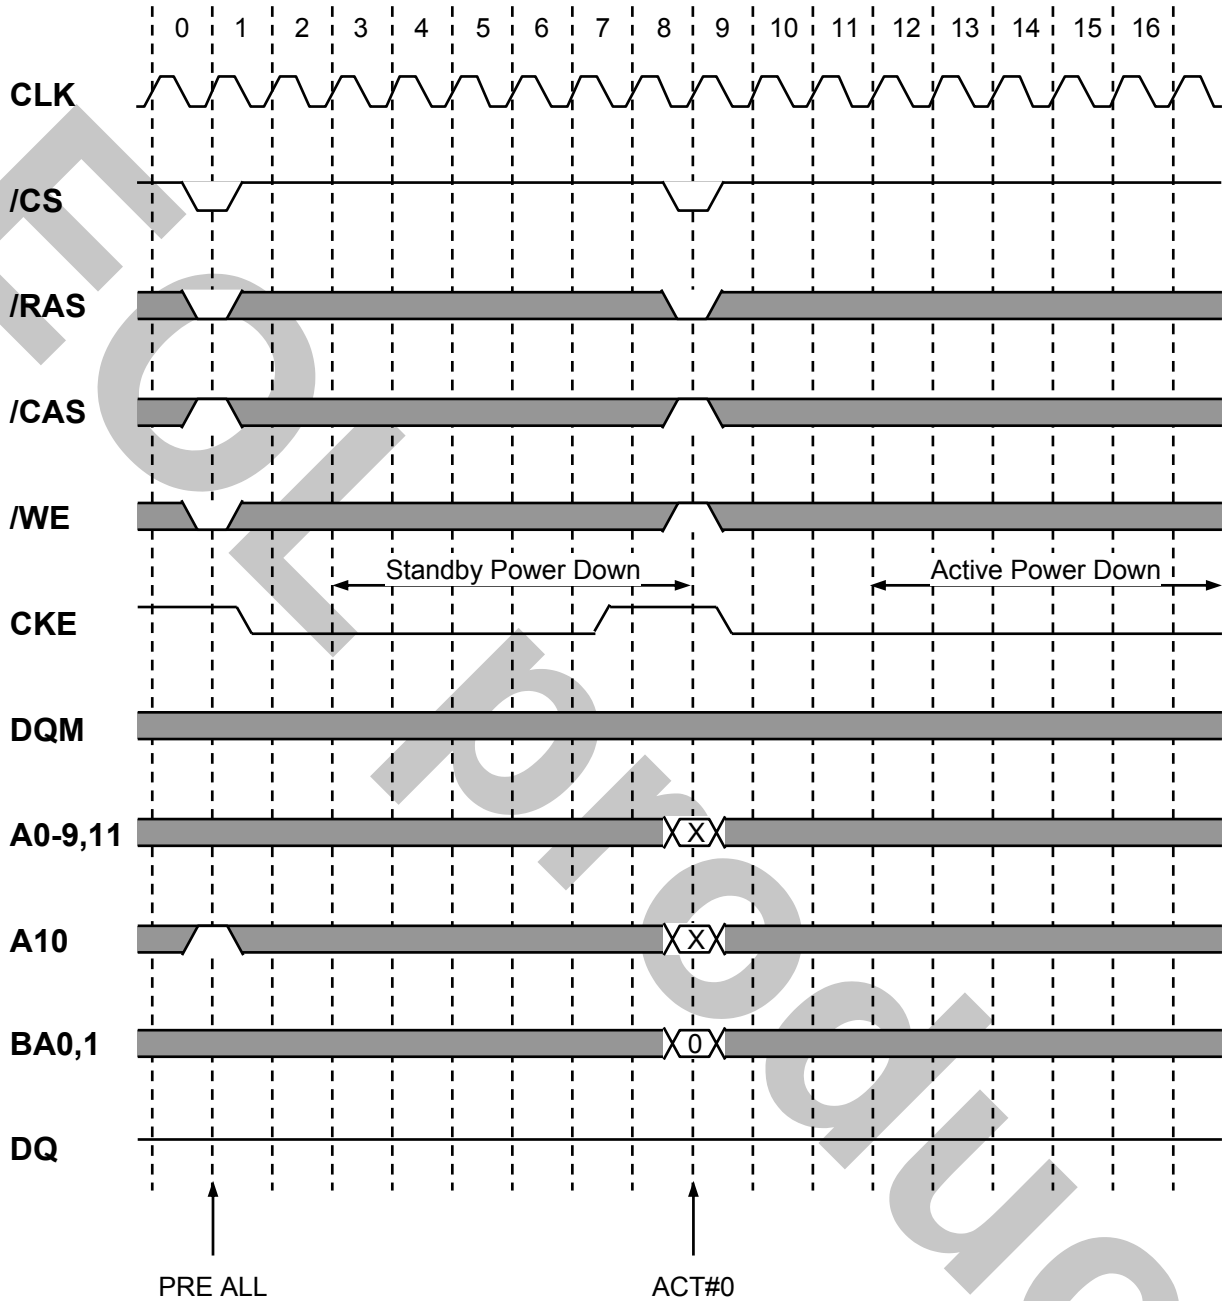 0 1 2 3 4 5 6 7 8 9 10 11 12 13 14 15 16
CLK
/CS
/RAS
/CAS
/WE
Standby Power Down Active Power Down
CKE
DQM
A0-9,11 X
A10 X
BA0,1 0
DQ
PRE ALL ACT#0
EOL produc